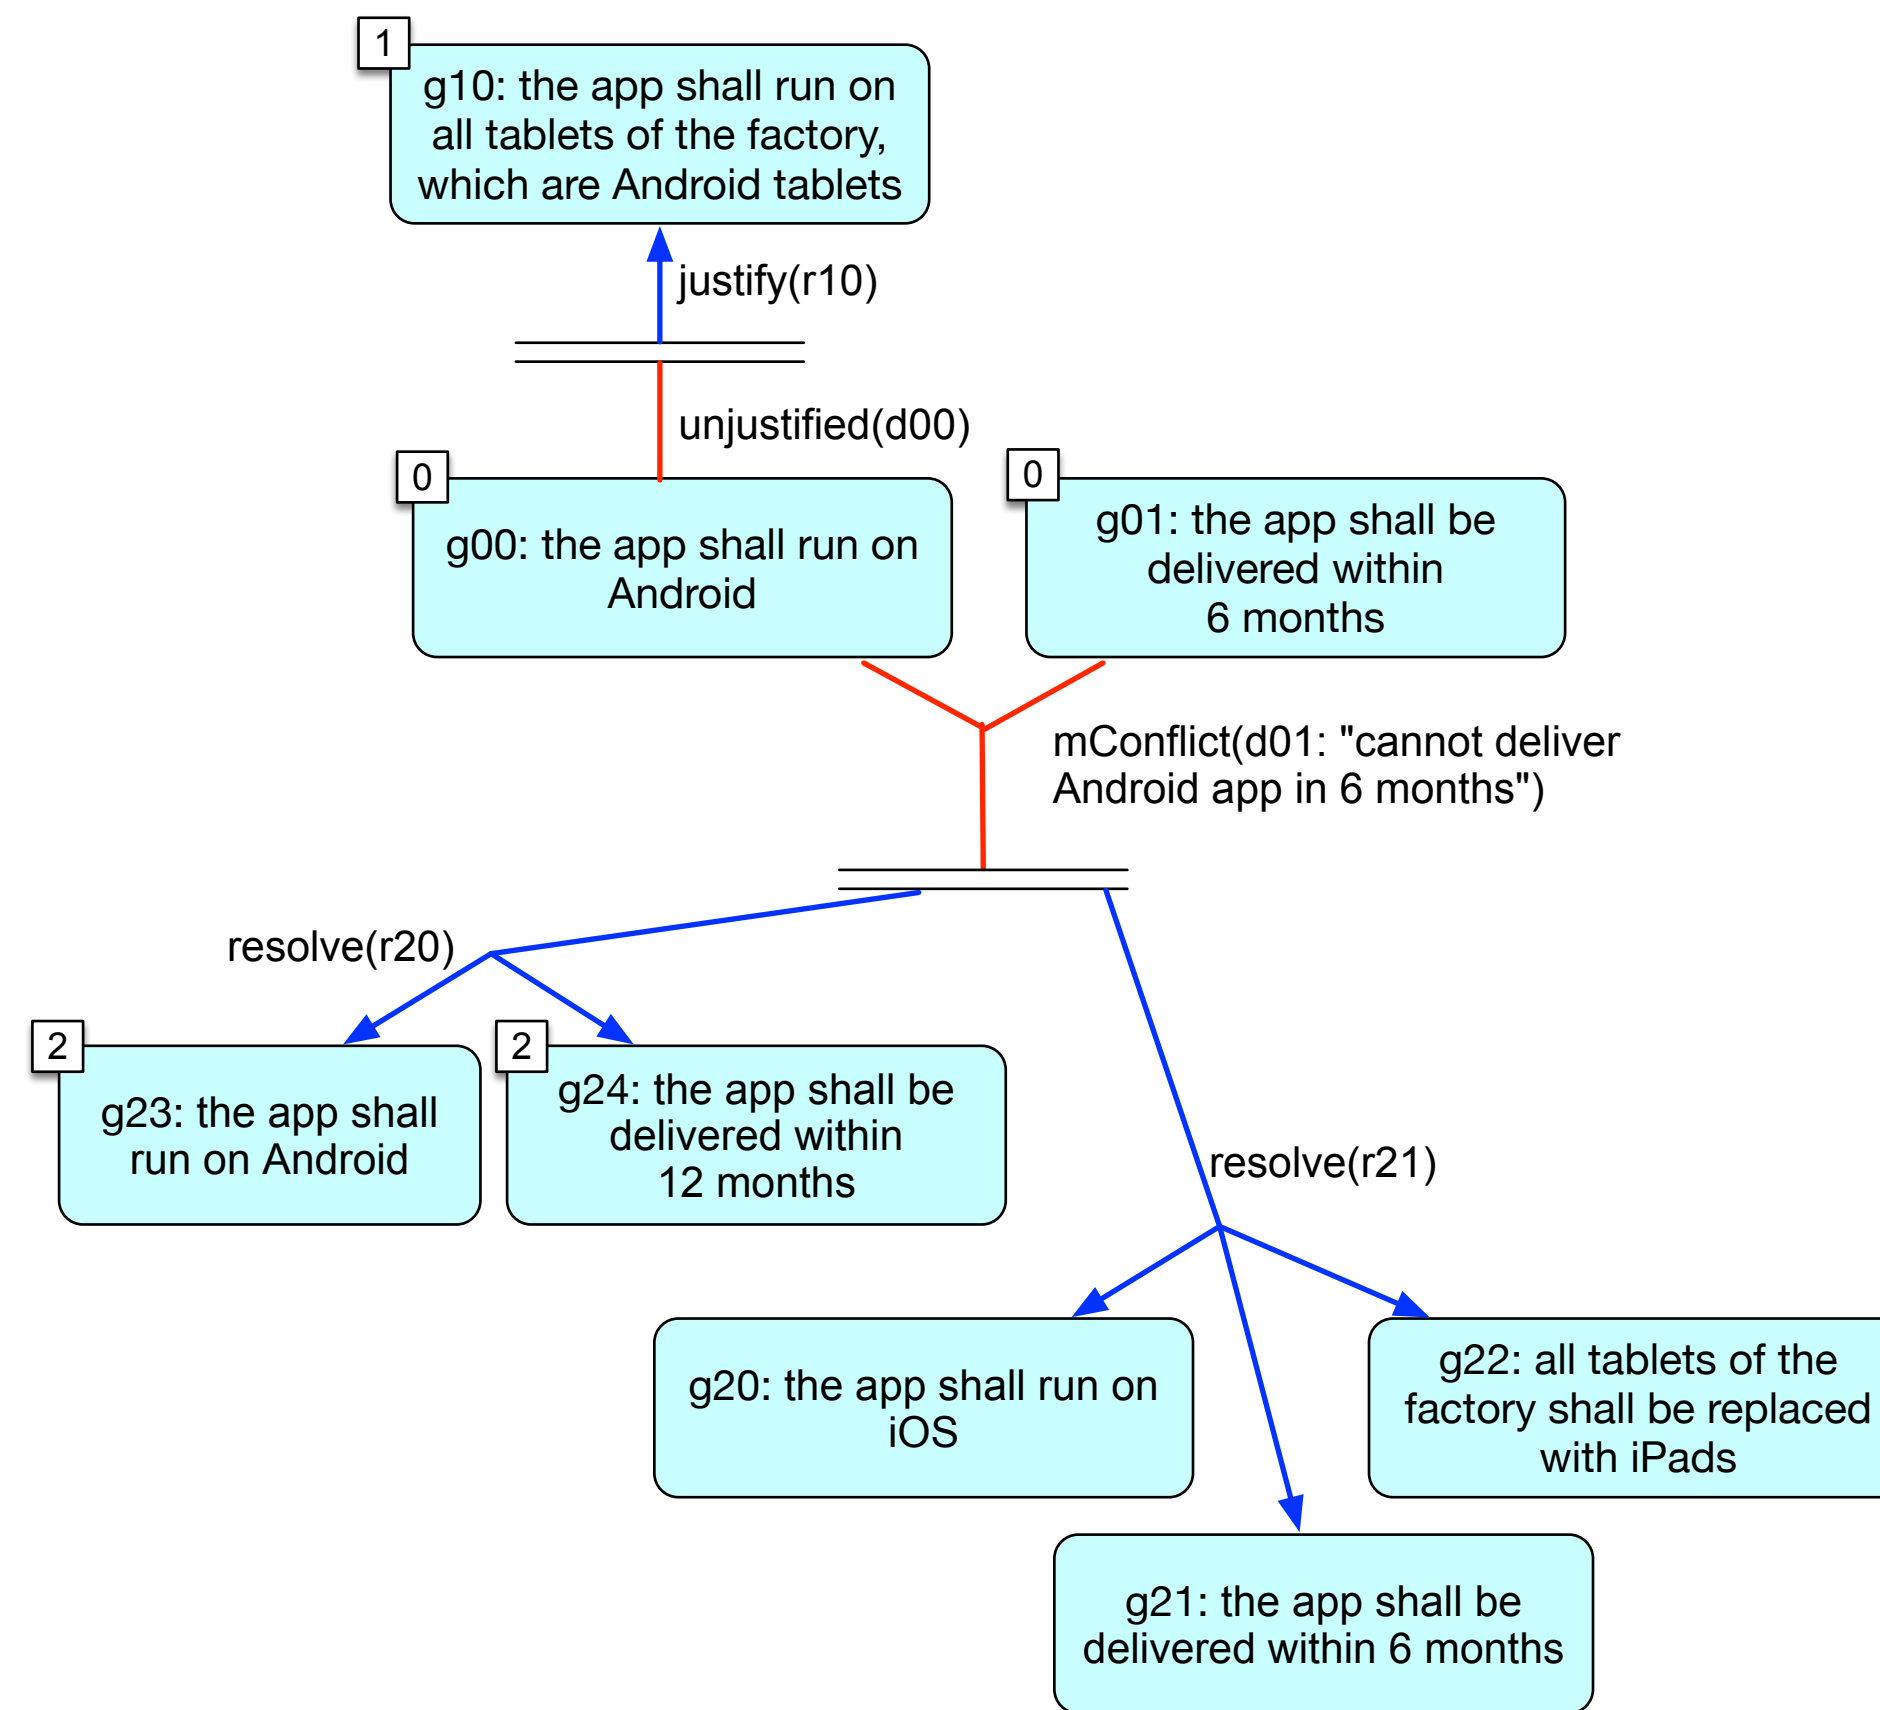 1
g10: the app shall run on
all tablets of the factory,
which are Android tablets
justify(r10)
unjustified(d00)
0
g00: the app shall run on
Android
0
g01: the app shall be
delivered within
6 months
mConflict(d01: "cannot deliver
Android app in 6 months")
resolve(r20)
2
g23: the app shall
run on Android
2
g24: the app shall be
delivered within
12 months
resolve(r21)
g20: the app shall run on
iOS
g22: all tablets of the
factory shall be replaced
with iPads
g21: the app shall be
delivered within 6 months